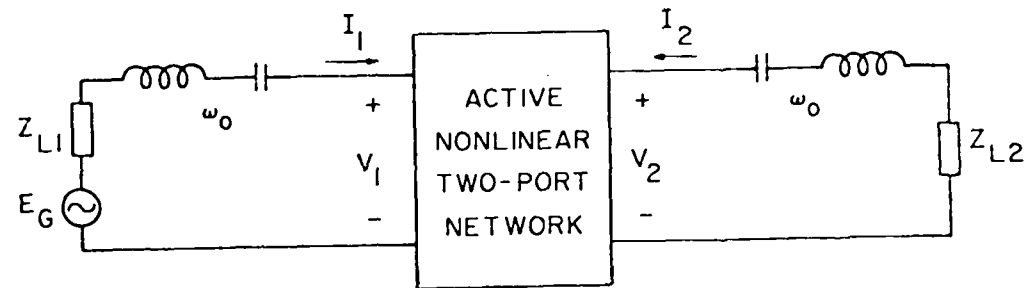 I1
I2
ω0
ω0
ZL1
+
+
ZL2
ACTIVE
NONLINEAR
TWO-PORT
NETWORK
V1
V2
EG
−
−